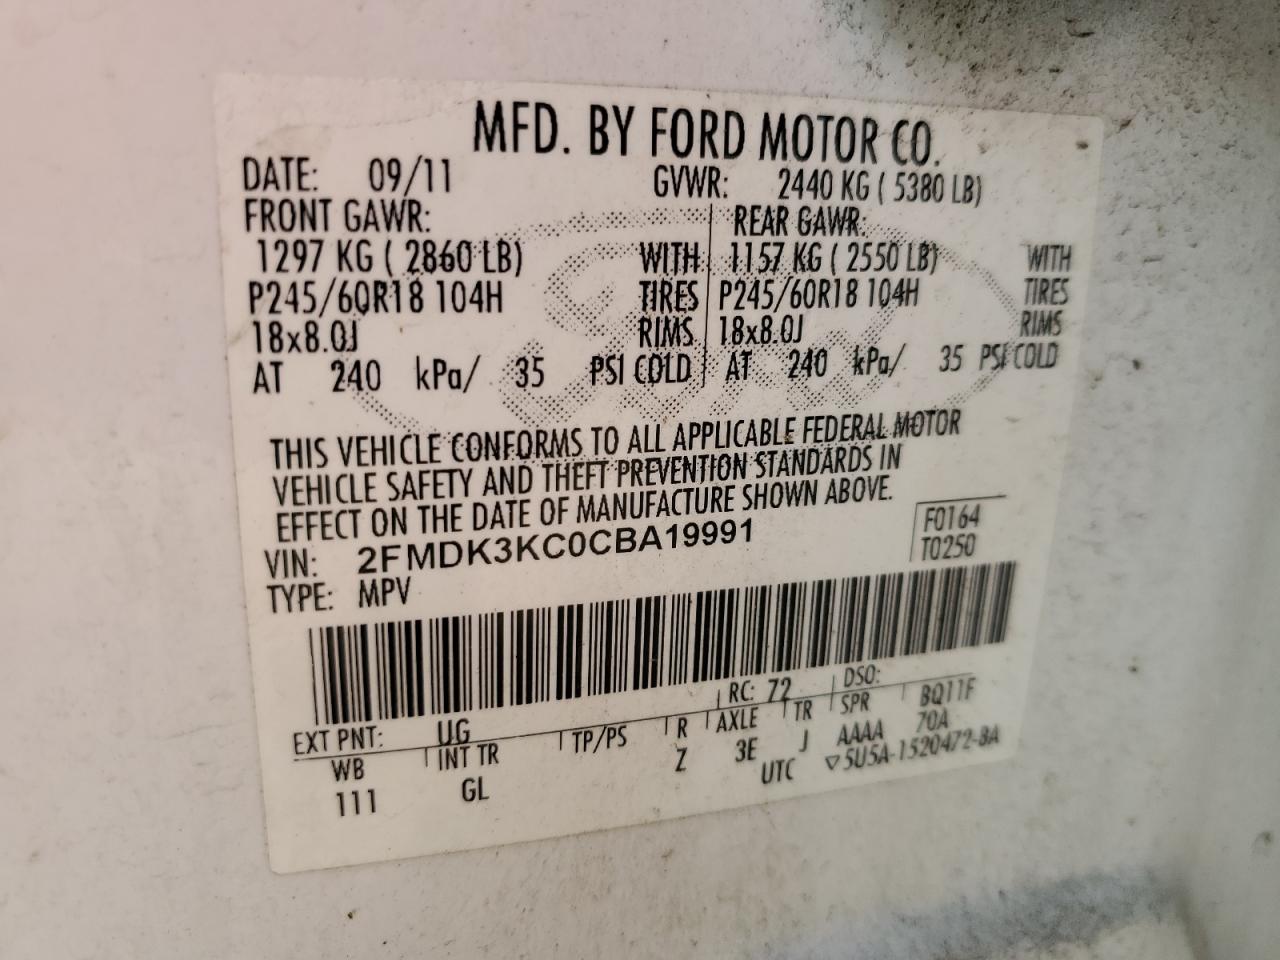 MFD. BY FORD MOTOR CO.
DATE: 09/11 GVWR: 2440 KG ( 5380 LB)
FRONT GAWR: REAR GAWR:
1297 KG ( 2860 LB) WITH 1157 KG ( 2550 LB) WITH
P245/60R18 104H TIRES P245/60R18 104H TIRES
18x8.0J RIMS 18x8.0J RIMS
AT 240 kPa/ 35 PSI COLD AT 240 kPa/ 35 PSI COLD
THIS VEHICLE CONFORMS TO ALL APPLICABLE FEDERAL MOTOR
VEHICLE SAFETY AND THEFT PREVENTION STANDARDS IN
EFFECT ON THE DATE OF MANUFACTURE SHOWN ABOVE.
VIN: 2FMDK3KC0CBA19991 F0164
TYPE: MPV T0250
EXT PNT: UG RC: 72 DSO: BQ11F
WB INT TR TP/PS R AXLE TR SPR 70A
111 GL Z 3E J AAAA
UTC ▽5U5A-1520472-BA